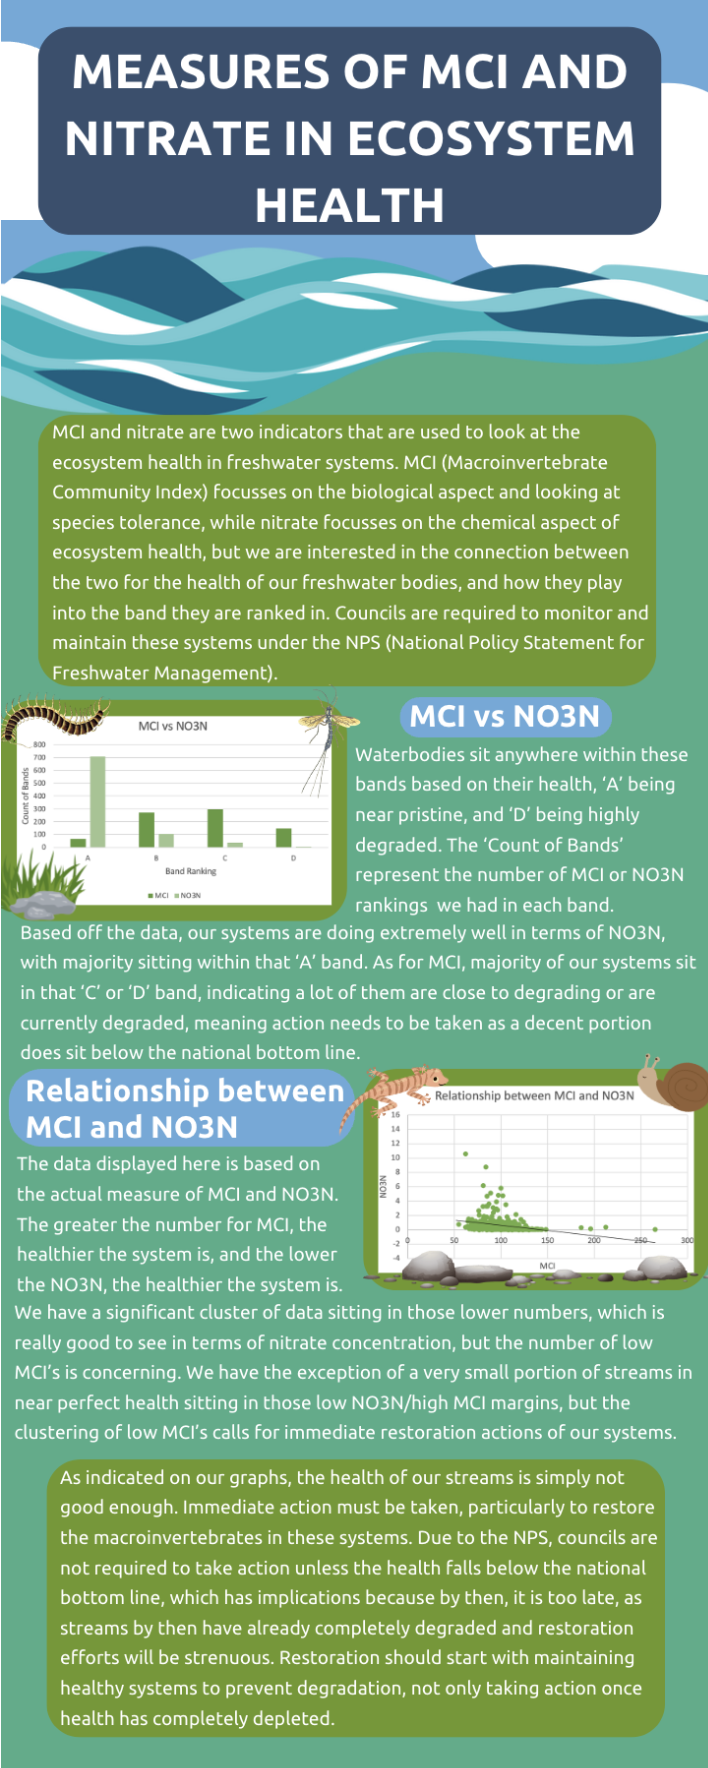 MEASURES OF MCI AND
NITRATE IN ECOSYSTEM
HEALTH
MCI and nitrate are two indicators that are used to look at the
ecosystem health in freshwater systems. MCI (Macroinvertebrate
Community Index) focusses on the biological aspect and looking at
species tolerance, while nitrate focusses on the chemical aspect of
ecosystem health, but we are interested in the connection between
the two for the health of our freshwater bodies, and how they play
into the band they are ranked in. Councils are required to monitor and
maintain these systems under the NPS (National Policy Statement for
Freshwater Management).
MCI vs NO3N
800
700
600
500
400
300
200
100
0
Count of Bands
A B C D
Band Ranking
MCI NO3N
MCI vs NO3N
Waterbodies sit anywhere within these
bands based on their health, ‘A’ being
near pristine, and ‘D’ being highly
degraded. The ‘Count of Bands’
represent the number of MCI or NO3N
rankings we had in each band.
Based off the data, our systems are doing extremely well in terms of NO3N,
with majority sitting within that ‘A’ band. As for MCI, majority of our systems sit
in that ‘C’ or ‘D’ band, indicating a lot of them are close to degrading or are
currently degraded, meaning action needs to be taken as a decent portion
does sit below the national bottom line.
Relationship between
MCI and NO3N
The data displayed here is based on
the actual measure of MCI and NO3N.
The greater the number for MCI, the
healthier the system is, and the lower
the NO3N, the healthier the system is.
Relationship between MCI and NO3N
16
14
12
10
8
6
4
2
0
-2
-4
NO3N
0 50 100 150 200 250 300
MCI
We have a significant cluster of data sitting in those lower numbers, which is
really good to see in terms of nitrate concentration, but the number of low
MCI’s is concerning. We have the exception of a very small portion of streams in
near perfect health sitting in those low NO3N/high MCI margins, but the
clustering of low MCI’s calls for immediate restoration actions of our systems.
As indicated on our graphs, the health of our streams is simply not
good enough. Immediate action must be taken, particularly to restore
the macroinvertebrates in these systems. Due to the NPS, councils are
not required to take action unless the health falls below the national
bottom line, which has implications because by then, it is too late, as
streams by then have already completely degraded and restoration
efforts will be strenuous. Restoration should start with maintaining
healthy systems to prevent degradation, not only taking action once
health has completely depleted.